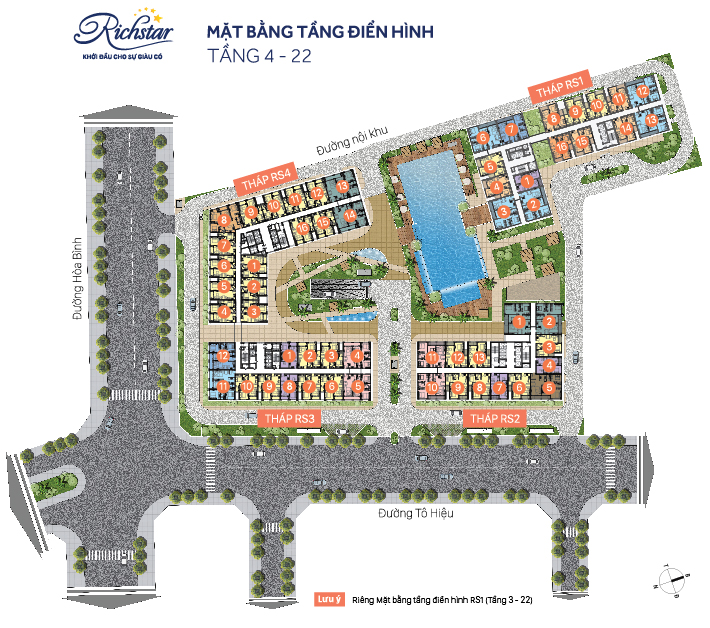 Richstar
KHỞI ĐẦU CHO SỰ GIÀU CÓ
MẶT BẰNG TẦNG ĐIỂN HÌNH
TẦNG 4 - 22
THÁP RS1
8 9 10 11 12
6 7
13
16 15 14
5
4
1
3 2
Đường nội khu
THÁP RS4
8 9 10 11 12 13
16 15 14
7
6 1
5 2
4 3
Đường Hòa Bình
12 1 2 3 4
11 10 9 8 7 6 5
THÁP RS3
1 2
11 12 13 3
4
10 9 8 7 6 5
THÁP RS2
Đường Tô Hiệu
Lưu ý Riêng Mặt bằng tầng điển hình RS1 (Tầng 3 - 22)